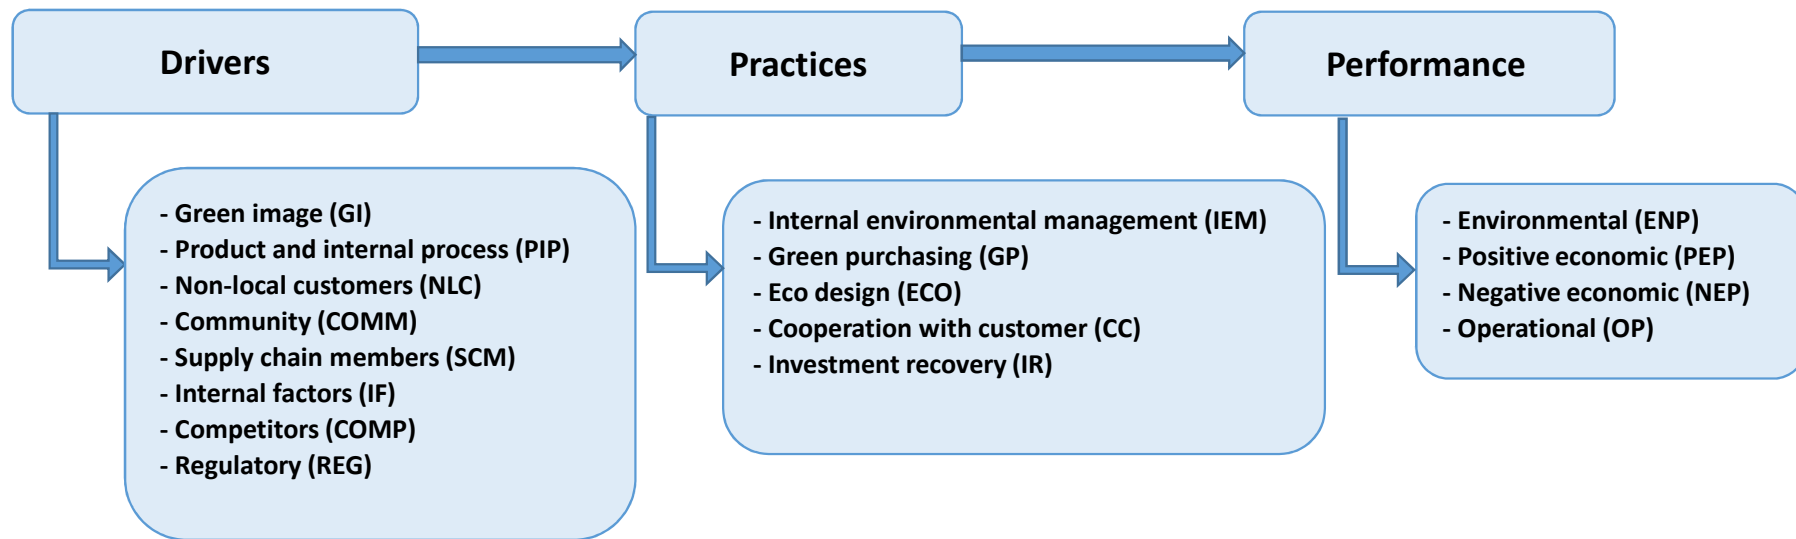 Drivers
Practices
Performance
- Green image (GI)
- Product and internal process (PIP)
- Non-local customers (NLC)
- Community (COMM)
- Supply chain members (SCM)
- Internal factors (IF)
- Competitors (COMP)
- Regulatory (REG)
- Internal environmental management (IEM)
- Green purchasing (GP)
- Eco design (ECO)
- Cooperation with customer (CC)
- Investment recovery (IR)
- Environmental (ENP)
- Positive economic (PEP)
- Negative economic (NEP)
- Operational (OP)